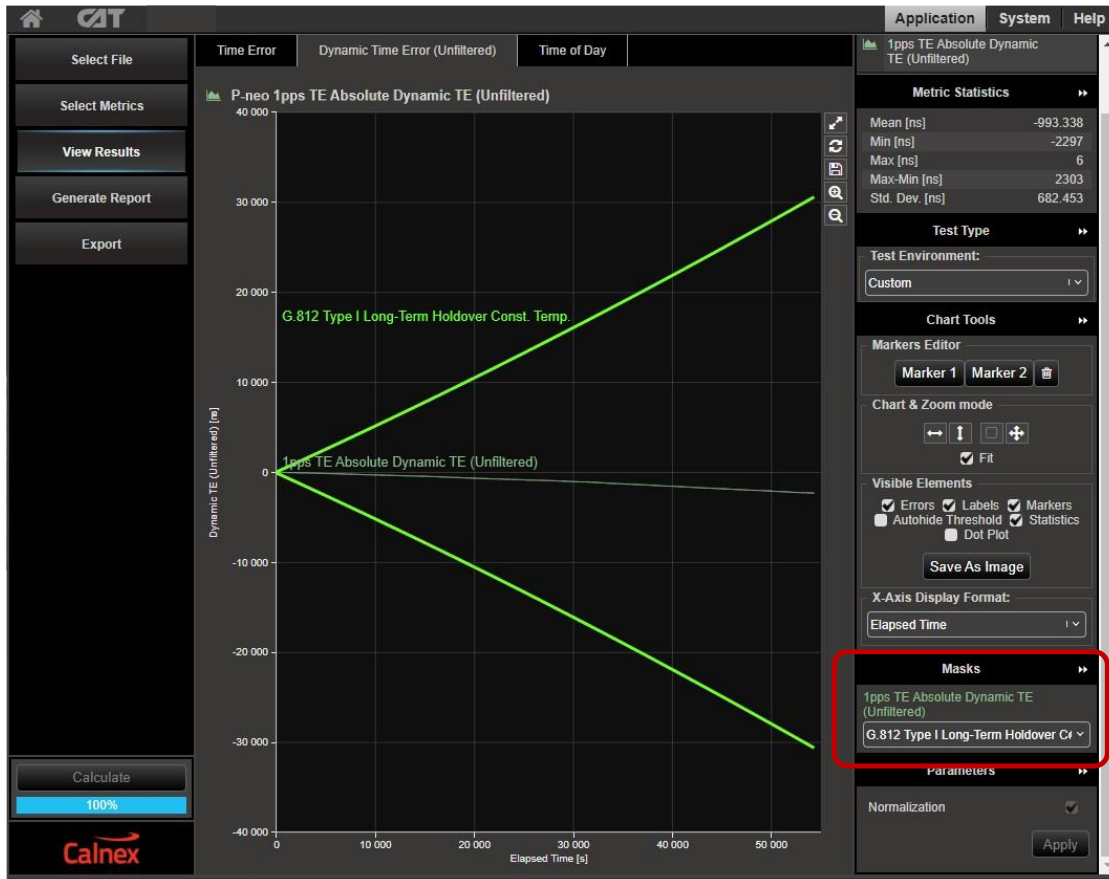 CAT
Application System Help
Select File
Select Metrics
View Results
Generate Report
Export
Calculate
100%
Calnex
Time Error
Dynamic Time Error (Unfiltered)
Time of Day
P-neo 1pps TE Absolute Dynamic TE (Unfiltered)
40 000
30 000
20 000
G.812 Type I Long-Term Holdover Const. Temp.
10 000
1pps TE Absolute Dynamic TE (Unfiltered)
0
-10 000
-20 000
-30 000
-40 000
Dynamic TE (Unfiltered) [ns]
0 10 000 20 000 30 000 40 000 50 000
Elapsed Time [s]
1pps TE Absolute Dynamic
TE (Unfiltered)
Metric Statistics
Mean [ns] -993.338
Min [ns] -2297
Max [ns] 6
Max-Min [ns] 2303
Std. Dev. [ns] 682.453
Test Type
Test Environment:
Custom
Chart Tools
Markers Editor
Marker 1 Marker 2
Chart & Zoom mode
Fit
Visible Elements
Errors Labels Markers
Autohide Threshold Statistics
Dot Plot
Save As Image
X-Axis Display Format:
Elapsed Time
Masks
1pps TE Absolute Dynamic TE
(Unfiltered)
G.812 Type I Long-Term Holdover
Parameters
Normalization
Apply